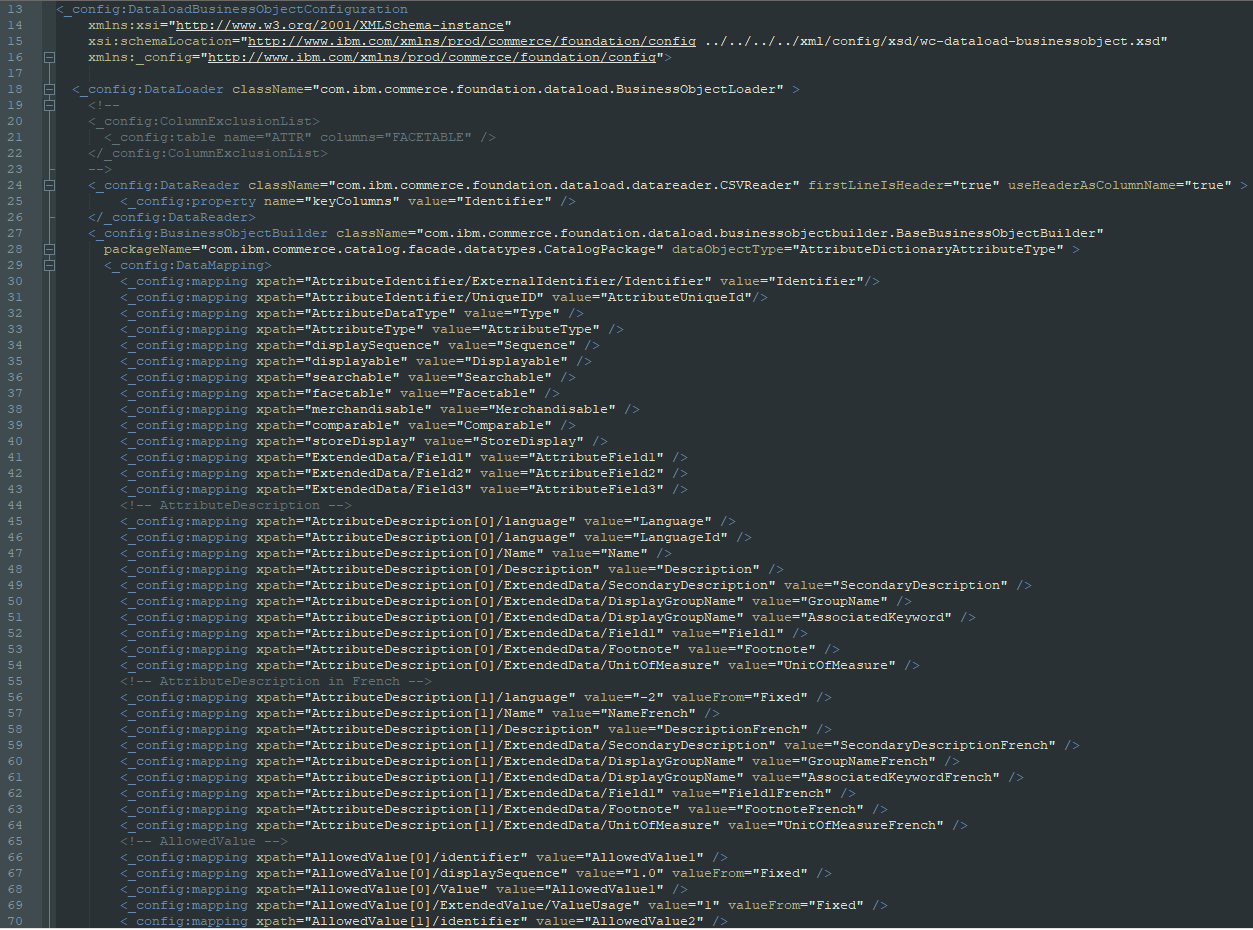 13 <_config:DataloadBusinessObjectConfiguration
14 xmlns:xsi="http://www.w3.org/2001/XMLSchema-instance"
15 xsi:schemaLocation="http://www.ibm.com/xmlns/prod/commerce/foundation/config ../../../../xml/config/xsd/wc-dataload-businessobject.xsd"
16 xmlns:_config="http://www.ibm.com/xmlns/prod/commerce/foundation/config">
17
18 <_config:DataLoader className="com.ibm.commerce.foundation.dataload.BusinessObjectLoader" >
19 <!--
20 <_config:ColumnExclusionList>
21 <_config:table name="ATTR" columns="FACETABLE" />
22 </_config:ColumnExclusionList>
23 -->
24 <_config:DataReader className="com.ibm.commerce.foundation.dataload.datareader.CSVReader" firstLineIsHeader="true" useHeaderAsColumnName="true" >
25 <_config:property name="keyColumns" value="Identifier" />
26 </_config:DataReader>
27 <_config:BusinessObjectBuilder className="com.ibm.commerce.foundation.dataload.businessobjectbuilder.BaseBusinessObjectBuilder"
28 packageName="com.ibm.commerce.catalog.facade.datatypes.CatalogPackage" dataObjectType="AttributeDictionaryAttributeType" >
29 <_config:DataMapping>
30 <_config:mapping xpath="AttributeIdentifier/ExternalIdentifier/Identifier" value="Identifier"/>
31 <_config:mapping xpath="AttributeIdentifier/UniqueID" value="AttributeUniqueId"/>
32 <_config:mapping xpath="AttributeDataType" value="Type" />
33 <_config:mapping xpath="AttributeType" value="AttributeType" />
34 <_config:mapping xpath="displaySequence" value="Sequence" />
35 <_config:mapping xpath="displayable" value="Displayable" />
36 <_config:mapping xpath="searchable" value="Searchable" />
37 <_config:mapping xpath="facetable" value="Facetable" />
38 <_config:mapping xpath="merchandisable" value="Merchandisable" />
39 <_config:mapping xpath="comparable" value="Comparable" />
40 <_config:mapping xpath="storeDisplay" value="StoreDisplay" />
41 <_config:mapping xpath="ExtendedData/Field1" value="AttributeField1" />
42 <_config:mapping xpath="ExtendedData/Field2" value="AttributeField2" />
43 <_config:mapping xpath="ExtendedData/Field3" value="AttributeField3" />
44 <!-- AttributeDescription -->
45 <_config:mapping xpath="AttributeDescription[0]/language" value="Language" />
46 <_config:mapping xpath="AttributeDescription[0]/language" value="LanguageId" />
47 <_config:mapping xpath="AttributeDescription[0]/Name" value="Name" />
48 <_config:mapping xpath="AttributeDescription[0]/Description" value="Description" />
49 <_config:mapping xpath="AttributeDescription[0]/ExtendedData/SecondaryDescription" value="SecondaryDescription" />
50 <_config:mapping xpath="AttributeDescription[0]/ExtendedData/DisplayGroupName" value="GroupName" />
51 <_config:mapping xpath="AttributeDescription[0]/ExtendedData/DisplayGroupName" value="AssociatedKeyword" />
52 <_config:mapping xpath="AttributeDescription[0]/ExtendedData/Field1" value="Field1" />
53 <_config:mapping xpath="AttributeDescription[0]/ExtendedData/Footnote" value="Footnote" />
54 <_config:mapping xpath="AttributeDescription[0]/ExtendedData/UnitOfMeasure" value="UnitOfMeasure" />
55 <!-- AttributeDescription in French -->
56 <_config:mapping xpath="AttributeDescription[1]/language" value="-2" valueFrom="Fixed" />
57 <_config:mapping xpath="AttributeDescription[1]/Name" value="NameFrench" />
58 <_config:mapping xpath="AttributeDescription[1]/Description" value="DescriptionFrench" />
59 <_config:mapping xpath="AttributeDescription[1]/ExtendedData/SecondaryDescription" value="SecondaryDescriptionFrench" />
60 <_config:mapping xpath="AttributeDescription[1]/ExtendedData/DisplayGroupName" value="GroupNameFrench" />
61 <_config:mapping xpath="AttributeDescription[1]/ExtendedData/DisplayGroupName" value="AssociatedKeywordFrench" />
62 <_config:mapping xpath="AttributeDescription[1]/ExtendedData/Field1" value="Field1French" />
63 <_config:mapping xpath="AttributeDescription[1]/ExtendedData/Footnote" value="FootnoteFrench" />
64 <_config:mapping xpath="AttributeDescription[1]/ExtendedData/UnitOfMeasure" value="UnitOfMeasureFrench" />
65 <!-- AllowedValue -->
66 <_config:mapping xpath="AllowedValue[0]/identifier" value="AllowedValue1" />
67 <_config:mapping xpath="AllowedValue[0]/displaySequence" value="1.0" valueFrom="Fixed" />
68 <_config:mapping xpath="AllowedValue[0]/Value" value="AllowedValue1" />
69 <_config:mapping xpath="AllowedValue[0]/ExtendedValue/ValueUsage" value="1" valueFrom="Fixed" />
70 <_config:mapping xpath="AllowedValue[1]/identifier" value="AllowedValue2" />